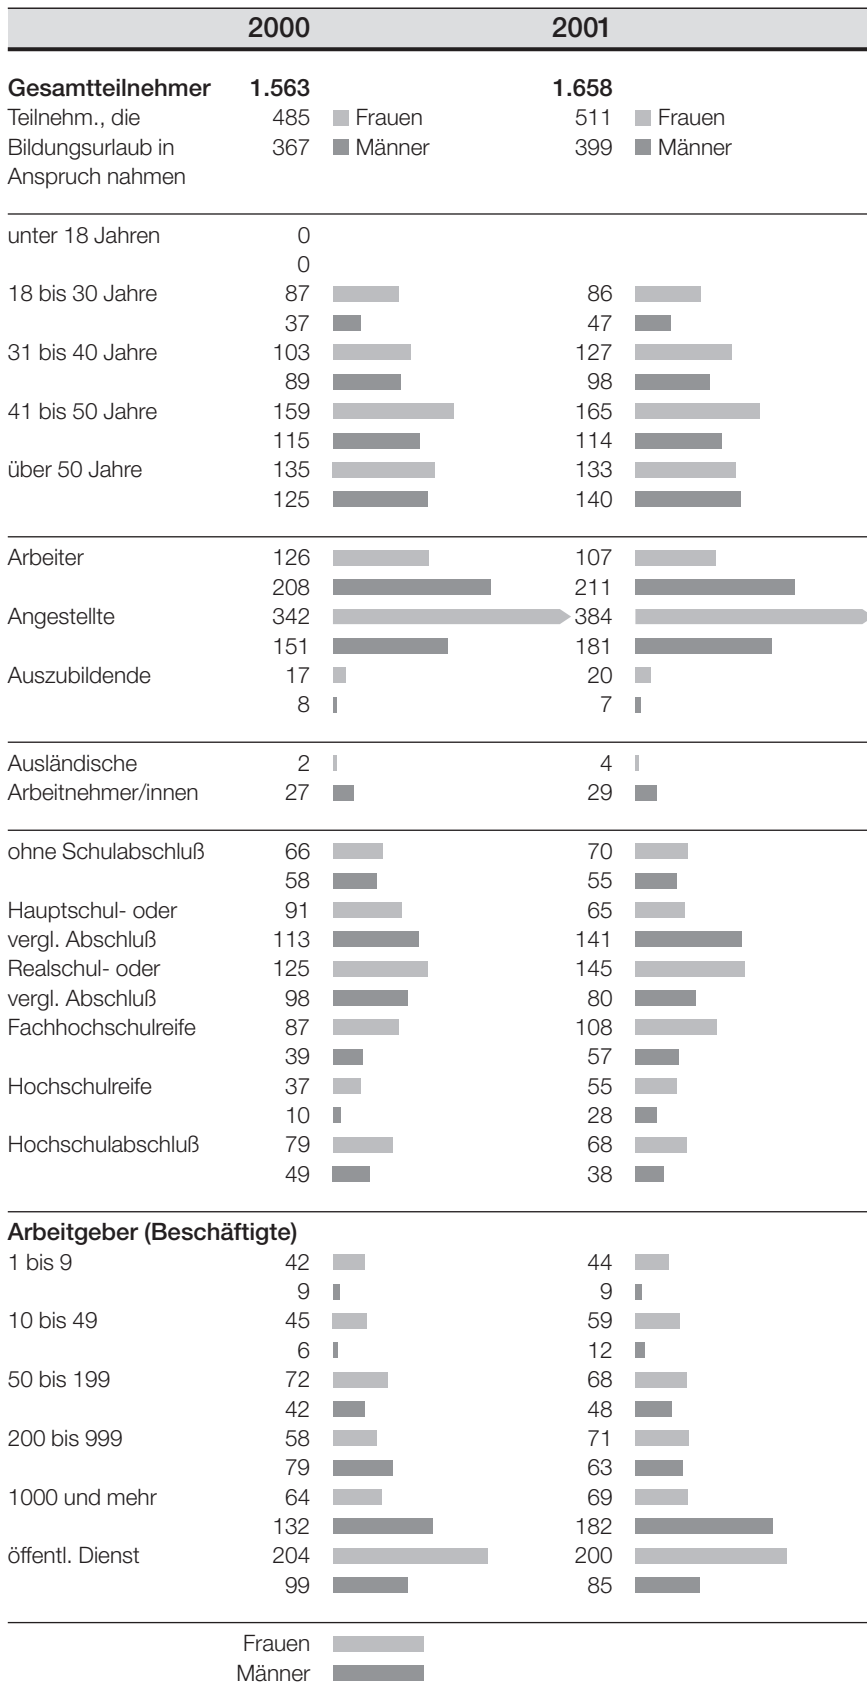 2000 2001
Gesamtteilnehmer 1.563 1.658
Teilnehm., die 485 Frauen 511 Frauen
Bildungsurlaub in 367 Männer 399 Männer
Anspruch nahmen
unter 18 Jahren 0
0
18 bis 30 Jahre 87 86
37 47
31 bis 40 Jahre 103 127
89 98
41 bis 50 Jahre 159 165
115 114
über 50 Jahre 135 133
125 140
Arbeiter 126 107
208 211
Angestellte 342 384
151 181
Auszubildende 17 20
8 7
Ausländische 2 4
Arbeitnehmer/innen 27 29
ohne Schulabschluß 66 70
58 55
Hauptschul- oder 91 65
vergl. Abschluß 113 141
Realschul- oder 125 145
vergl. Abschluß 98 80
Fachhochschulreife 87 108
39 57
Hochschulreife 37 55
10 28
Hochschulabschluß 79 68
49 38
Arbeitgeber (Beschäftigte)
1 bis 9 42 44
9 9
10 bis 49 45 59
6 12
50 bis 199 72 68
42 48
200 bis 999 58 71
79 63
1000 und mehr 64 69
132 182
öffentl. Dienst 204 200
99 85
Frauen
Männer